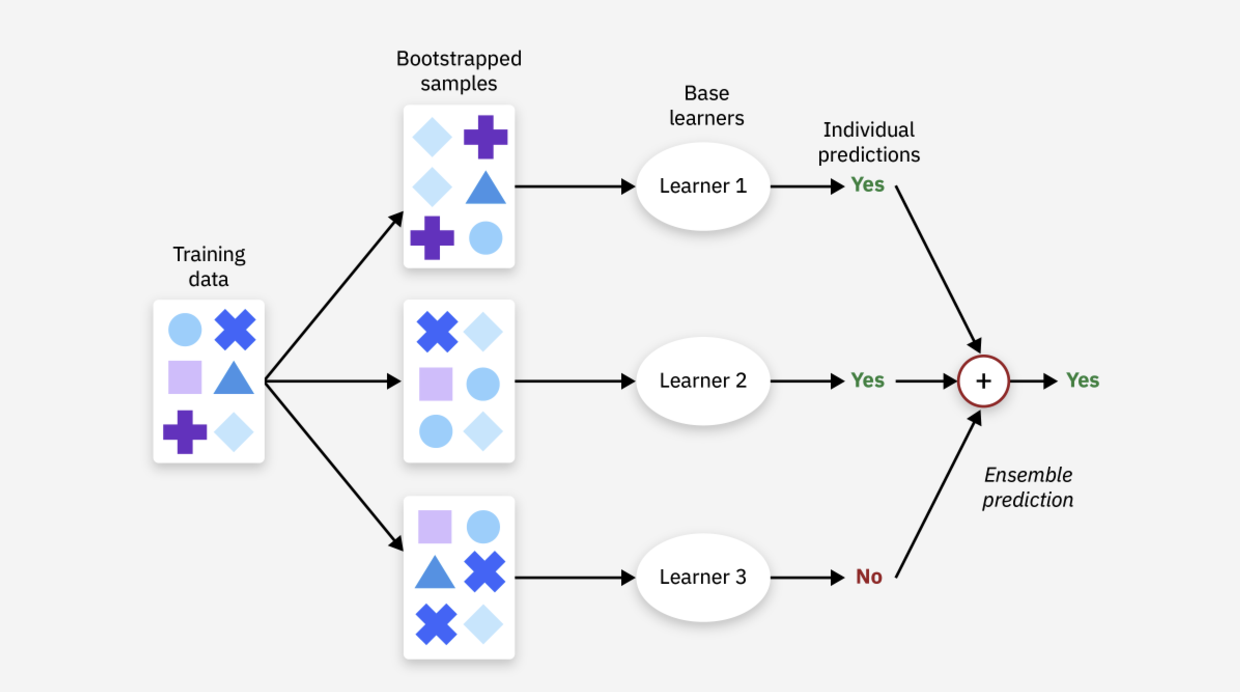 Bootstrapped
samples
Base
learners
Individual
predictions
Learner 1
Yes
Training
data
Learner 2
Yes
+
Yes
Ensemble
prediction
Learner 3
No